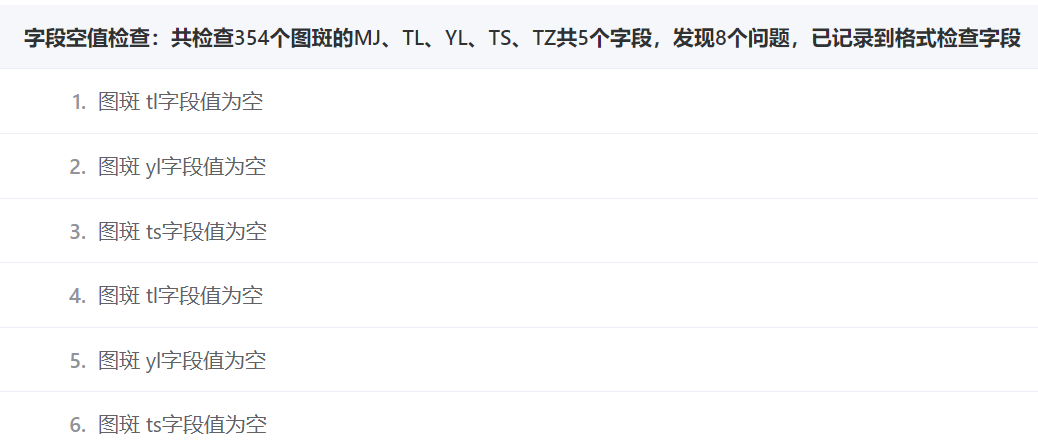 字段空值检查：共检查354个图斑的MJ、TL、YL、TS、TZ共5个字段，发现8个问题，已记录到格式检查字段
1. 图斑 tl字段值为空
2. 图斑 yl字段值为空
3. 图斑 ts字段值为空
4. 图斑 tl字段值为空
5. 图斑 yl字段值为空
6. 图斑 ts字段值为空